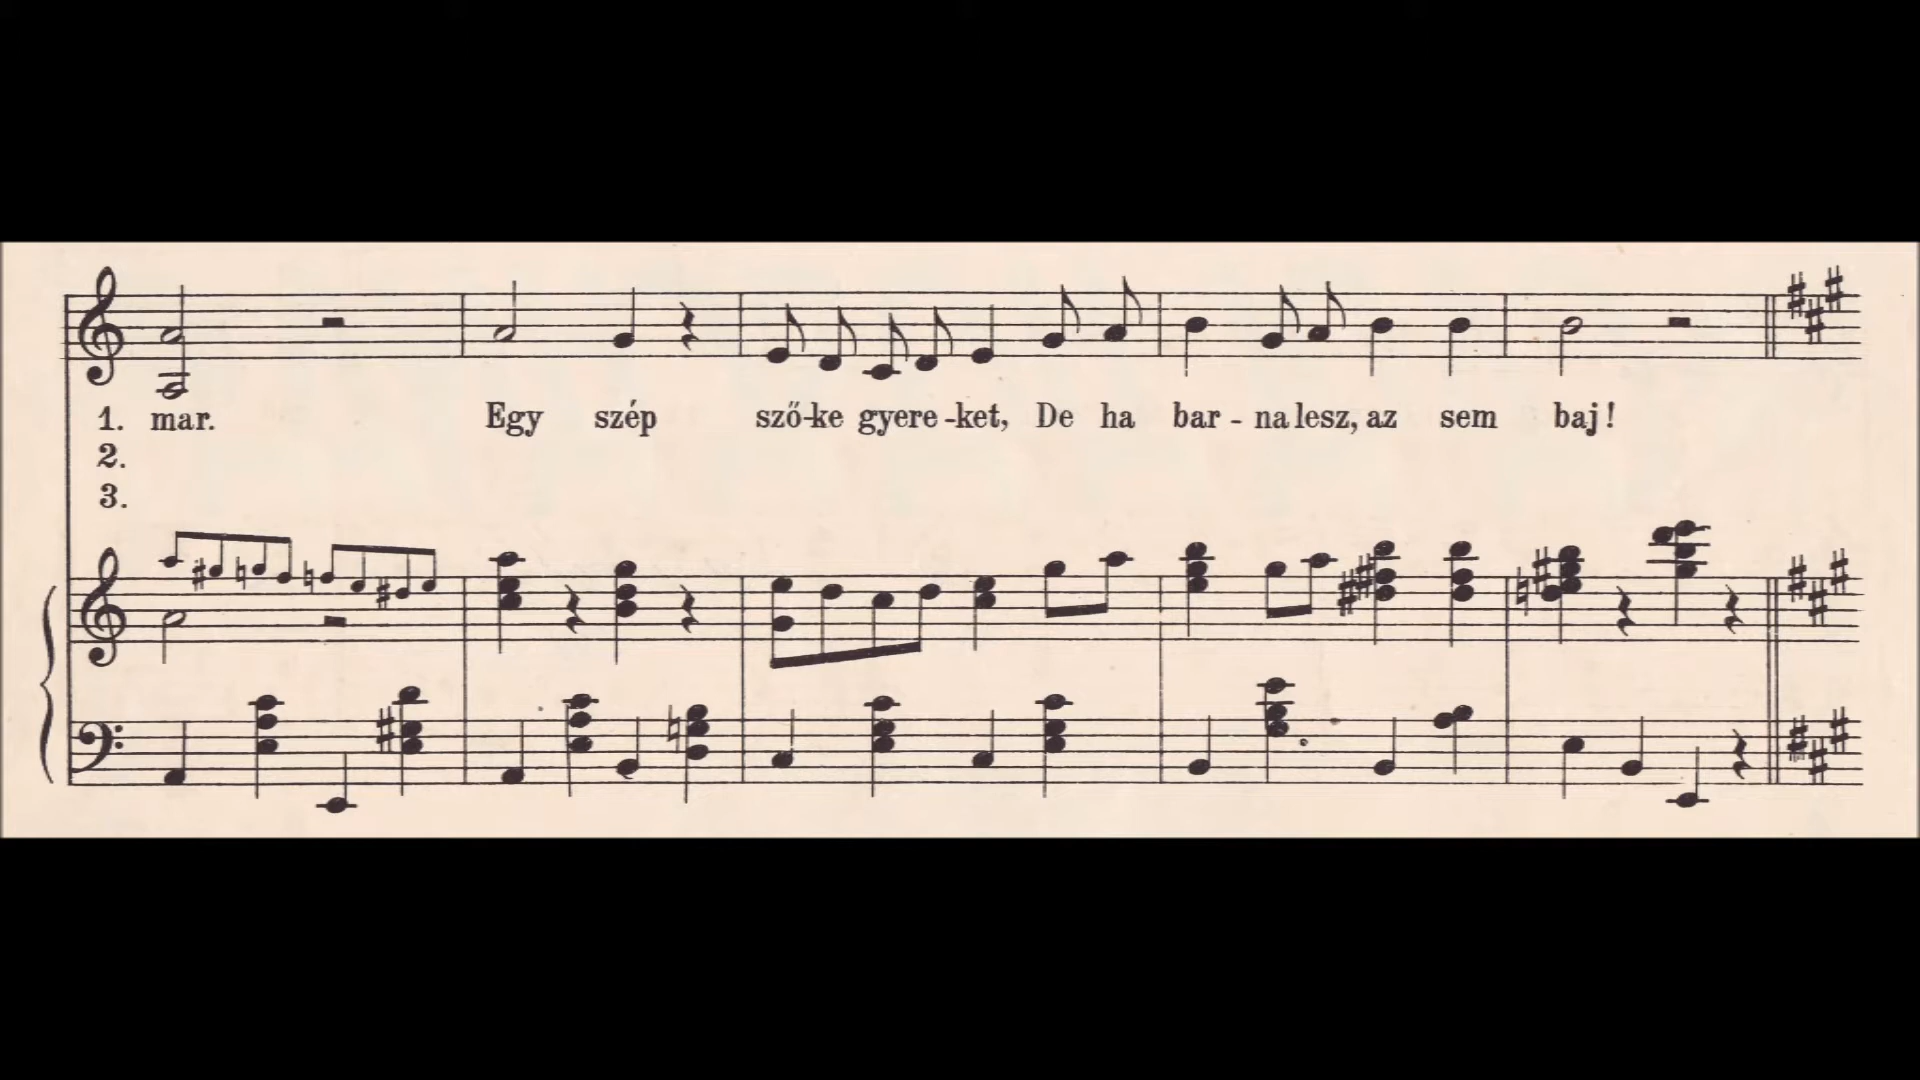 1. mar. Egy szép sző-ke gyere-ket, De ha bar-na lesz, az sem baj!
2.
3.